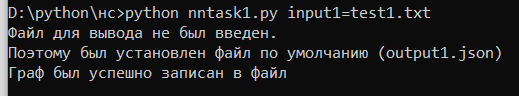 D:\python\нс>python nntask1.py input1=test1.txt
Файл для вывода не был введен.
Поэтому был установлен файл по умолчанию (output1.json)
Граф был успешно записан в файл